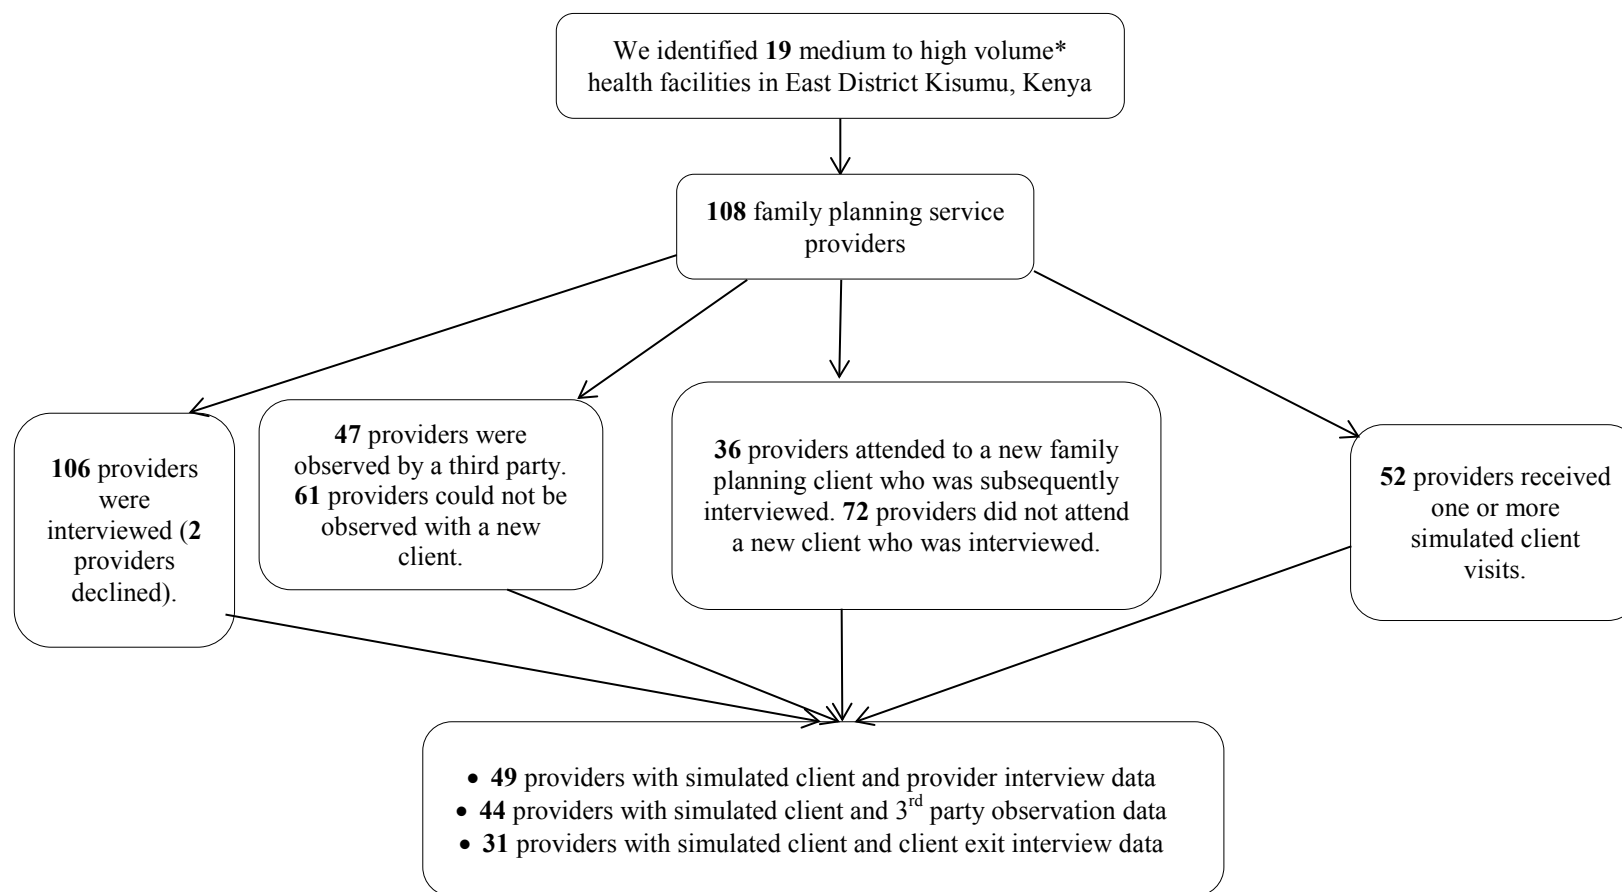 We identified 19 medium to high volume*
health facilities in East District Kisumu, Kenya
108 family planning service
providers
106 providers
were
interviewed (2
providers
declined).
47 providers were
observed by a third party.
61 providers could not be
observed with a new
client.
36 providers attended to a new family
planning client who was subsequently
interviewed. 72 providers did not attend
a new client who was interviewed.
52 providers received
one or more
simulated client
visits.
• 49 providers with simulated client and provider interview data
• 44 providers with simulated client and 3rd party observation data
• 31 providers with simulated client and client exit interview data